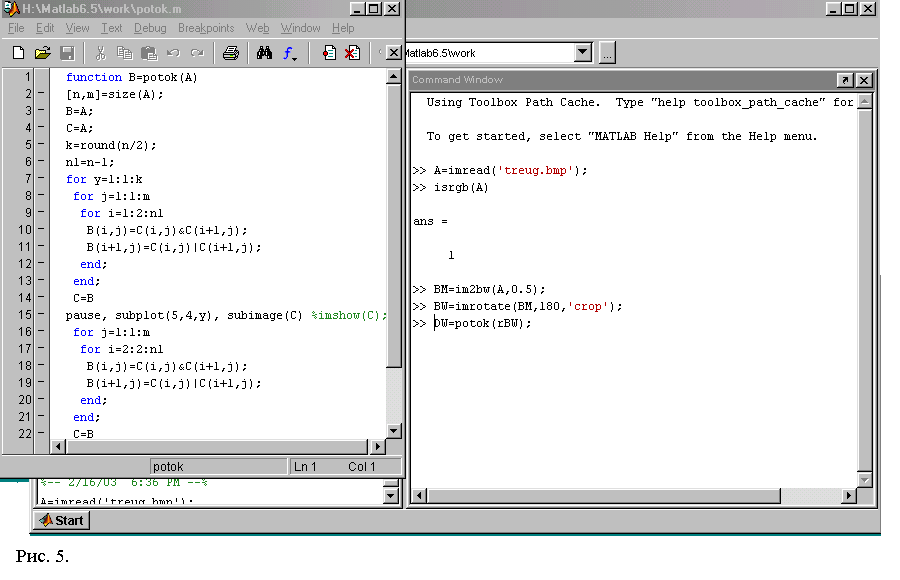 H:\Matlab6.5\work\potok.m
File Edit View Text Debug Breakpoints Web Window Help
1 function B=potok(A)
2 [n,m]=size(A);
3 B=A;
4 C=A;
5 k=round(n/2);
6 n1=n-1;
7 for y=1:1:k
8 for j=1:1:m
9 for i=1:2:n1
10 B(i,j)=C(i,j)&C(i+1,j);
11 B(i+1,j)=C(i,j)|C(i+1,j);
12 end;
13 end;
14 C=B
15 pause, subplot(5,4,y), subimage(C) %imshow(C);
16 for j=1:1:m
17 for i=2:2:n1
18 B(i,j)=C(i,j)&C(i+1,j);
19 B(i+1,j)=C(i,j)|C(i+1,j);
20 end;
21 end;
22 C=B
potok Ln 1 Col 1
%-- 2/16/03 6:36 PM --%
A=imread('treug.bmp');
Start
Matlab6.5\work ...
Command Window
Using Toolbox Path Cache. Type "help toolbox_path_cache" for
To get started, select "MATLAB Help" from the Help menu.
>> A=imread('treug.bmp');
>> isrgb(A)
ans =
1
>> BM=im2bw(A,0.5);
>> BW=imrotate(BM,180,'crop');
>> DW=potok(rBW);
Рис. 5.